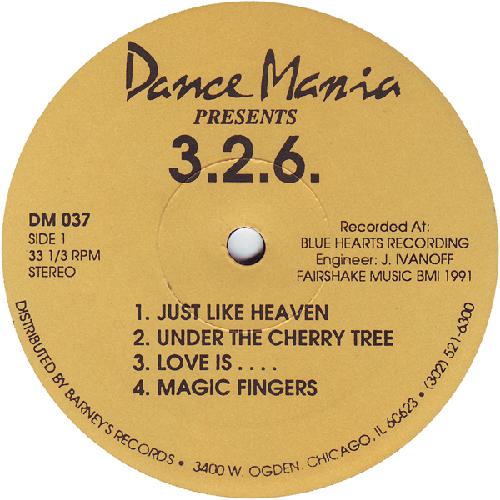 Dance Mania
PRESENTS
3.2.6.
DM 037
SIDE 1
33 1/3 RPM
STEREO
Recorded At:
BLUE HEARTS RECORDING
Engineer: J. IVANOFF
FAIRSHAKE MUSIC BMI 1991
1. JUST LIKE HEAVEN
2. UNDER THE CHERRY TREE
3. LOVE IS . . . .
4. MAGIC FINGERS
DISTRIBUTED BY BARNEY'S RECORDS • 3400 W. OGDEN, CHICAGO, IL 60623 • (302) 521-6300